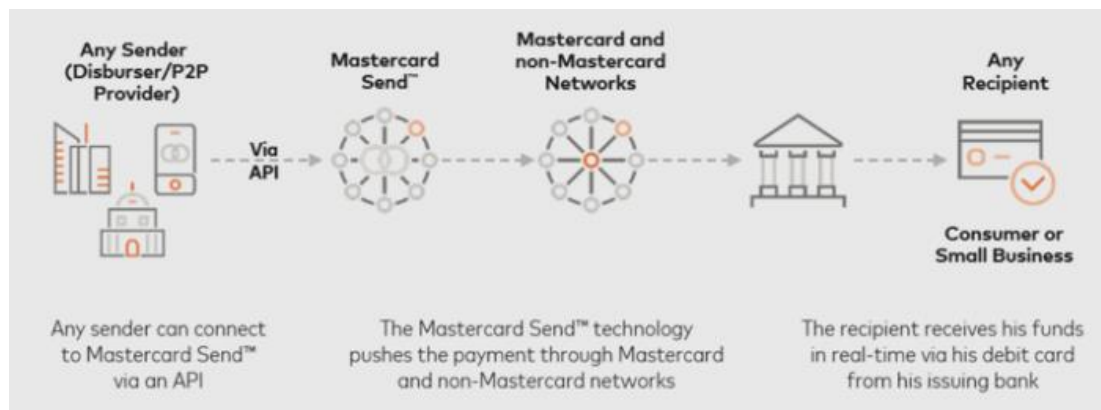 Any Sender
(Disburser/P2P
Provider)
Via
API
Mastercard
Send™
Mastercard and
non-Mastercard
Networks
Any
Recipient
Consumer or
Small Business
Any sender can connect
to Mastercard Send™
via an API
The Mastercard Send™ technology
pushes the payment through Mastercard
and non-Mastercard networks
The recipient receives his funds
in real-time via his debit card
from his issuing bank